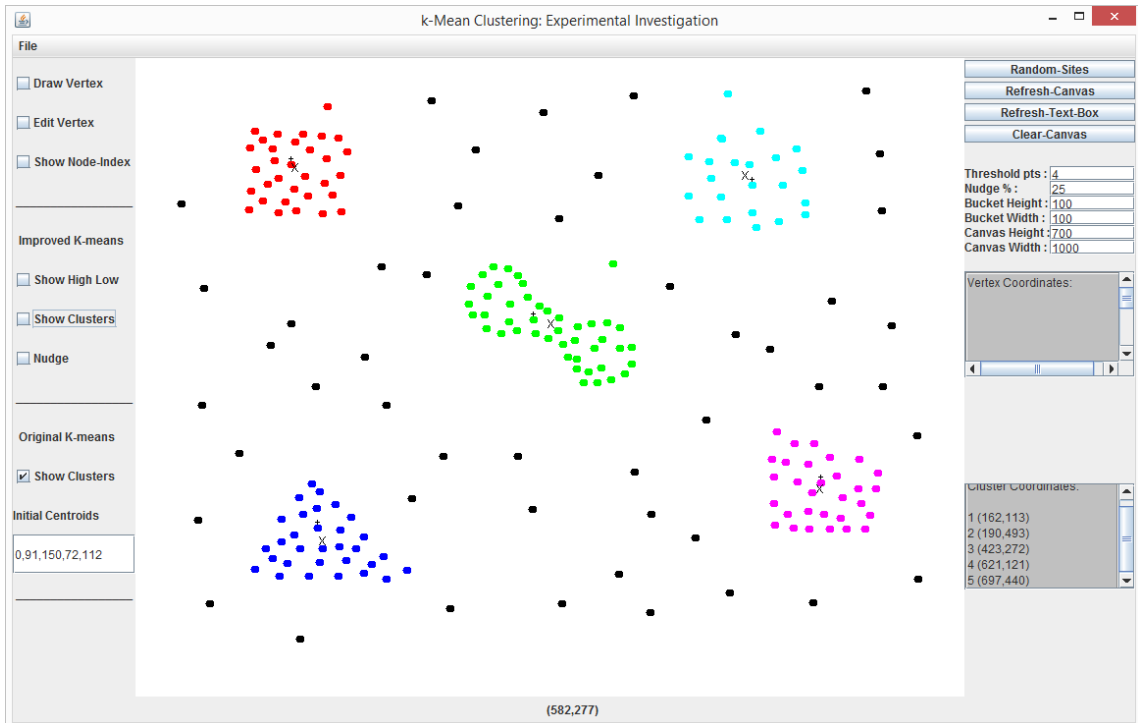 k-Mean Clustering: Experimental Investigation
File
Draw Vertex
Edit Vertex
Show Node-Index
Improved K-means
Show High Low
Show Clusters
Nudge
Original K-means
Show Clusters
Initial Centroids
0,91,150,72,112
Random-Sites
Refresh-Canvas
Refresh-Text-Box
Clear-Canvas
Threshold pts : 4
Nudge % : 25
Bucket Height : 100
Bucket Width : 100
Canvas Height : 700
Canvas Width : 1000
Vertex Coordinates:
Cluster Coordinates:
1 (162,113)
2 (190,493)
3 (423,272)
4 (621,121)
5 (697,440)
(582,277)